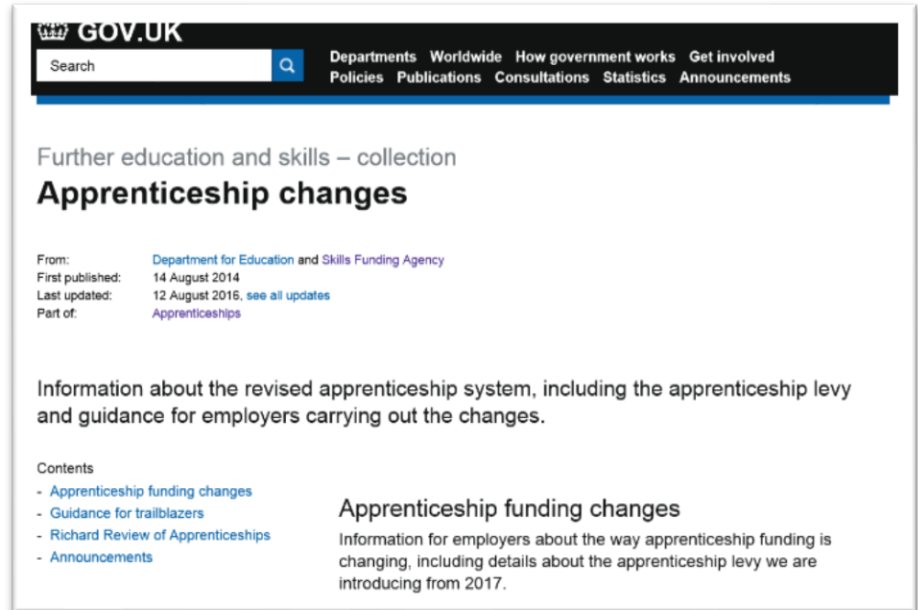 GOV.UK
Search
Departments Worldwide How government works Get involved
Policies Publications Consultations Statistics Announcements
Further education and skills – collection
Apprenticeship changes
From: Department for Education and Skills Funding Agency
First published: 14 August 2014
Last updated: 12 August 2016, see all updates
Part of: Apprenticeships
Information about the revised apprenticeship system, including the apprenticeship levy
and guidance for employers carrying out the changes.
Contents
- Apprenticeship funding changes
- Guidance for trailblazers
- Richard Review of Apprenticeships
- Announcements
Apprenticeship funding changes
Information for employers about the way apprenticeship funding is
changing, including details about the apprenticeship levy we are
introducing from 2017.